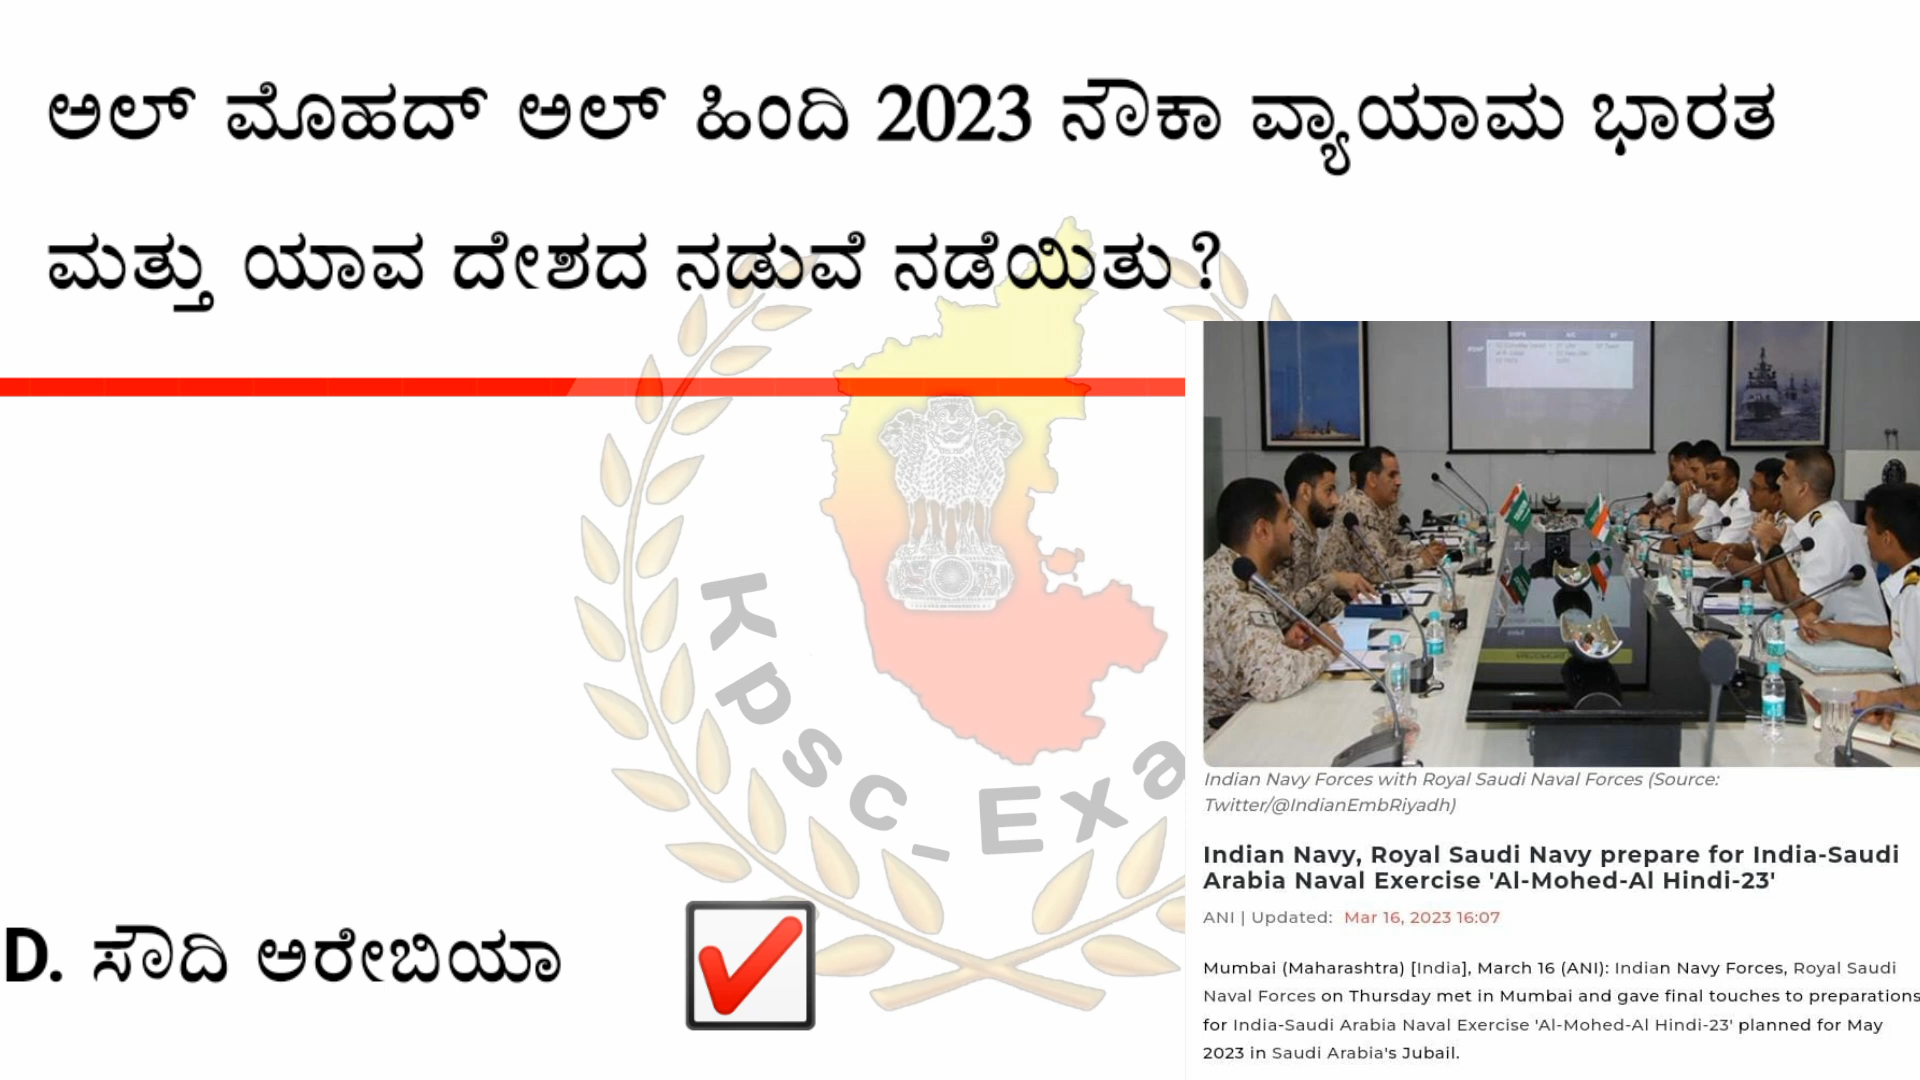 ಅಲ್ ಮೊಹದ್ ಅಲ್ ಹಿಂದಿ 2023 ನೌಕಾ ವ್ಯಾಯಾಮ ಭಾರತ
ಮತ್ತು ಯಾವ ದೇಶದ ನಡುವೆ ನಡೆಯಿತು?
Kpsc_Exa
D. ಸೌದಿ ಅರೇಬಿಯಾ
Indian Navy Forces with Royal Saudi Naval Forces (Source:
Twitter/@IndianEmbRiyadh)
Indian Navy, Royal Saudi Navy prepare for India-Saudi
Arabia Naval Exercise 'Al-Mohed-Al Hindi-23'
ANI | Updated: Mar 16, 2023 16:07
Mumbai (Maharashtra) [India], March 16 (ANI): Indian Navy Forces, Royal Saudi
Naval Forces on Thursday met in Mumbai and gave final touches to preparations
for India-Saudi Arabia Naval Exercise 'Al-Mohed-Al Hindi-23' planned for May
2023 in Saudi Arabia's Jubail.